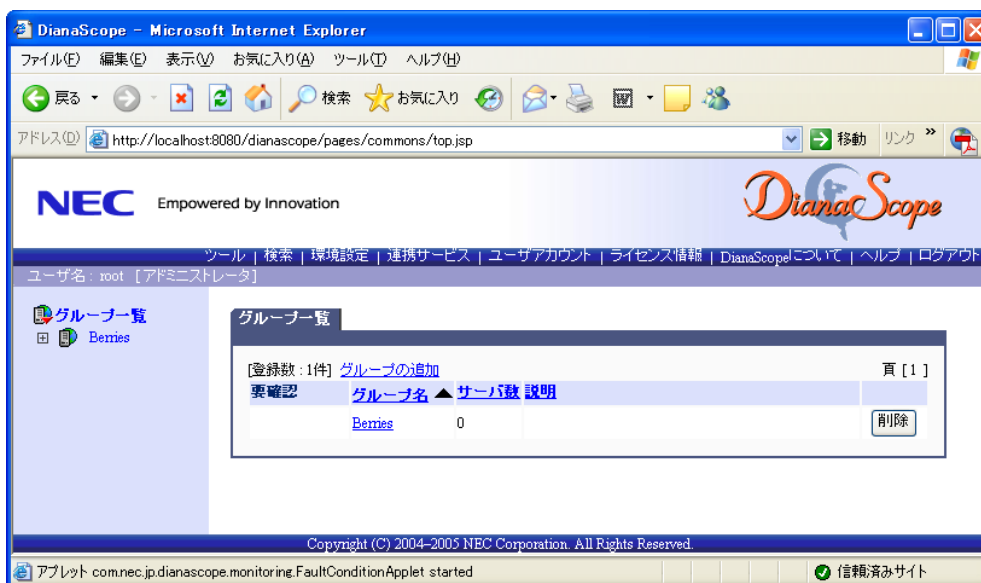 DianaScope - Microsoft Internet Explorer
ファイル(F) 編集(E) 表示(V) お気に入り(A) ツール(T) ヘルプ(H)
戻る 検索 お気に入り
アドレス(D) http://localhost:8080/dianascope/pages/commons/top.jsp 移動 リンク »
NEC Empowered by Innovation DianaScope
ツール | 検索 | 環境設定 | 連携サービス | ユーザアカウント | ライセンス情報 | DianaScopeについて | ヘルプ | ログアウト
ユーザ名 : root [アドミニストレータ]
グループ一覧
Berries
グループ一覧
[登録数 : 1件] グループの追加 頁 [1 ]
要確認 グループ名 ▲ サーバ数 説明
Berries 0 削除
Copyright (C) 2004-2005 NEC Corporation. All Rights Reserved.
アプレット com.nec.jp.dianascope.monitoring.FaultConditionApplet started 信頼済みサイト